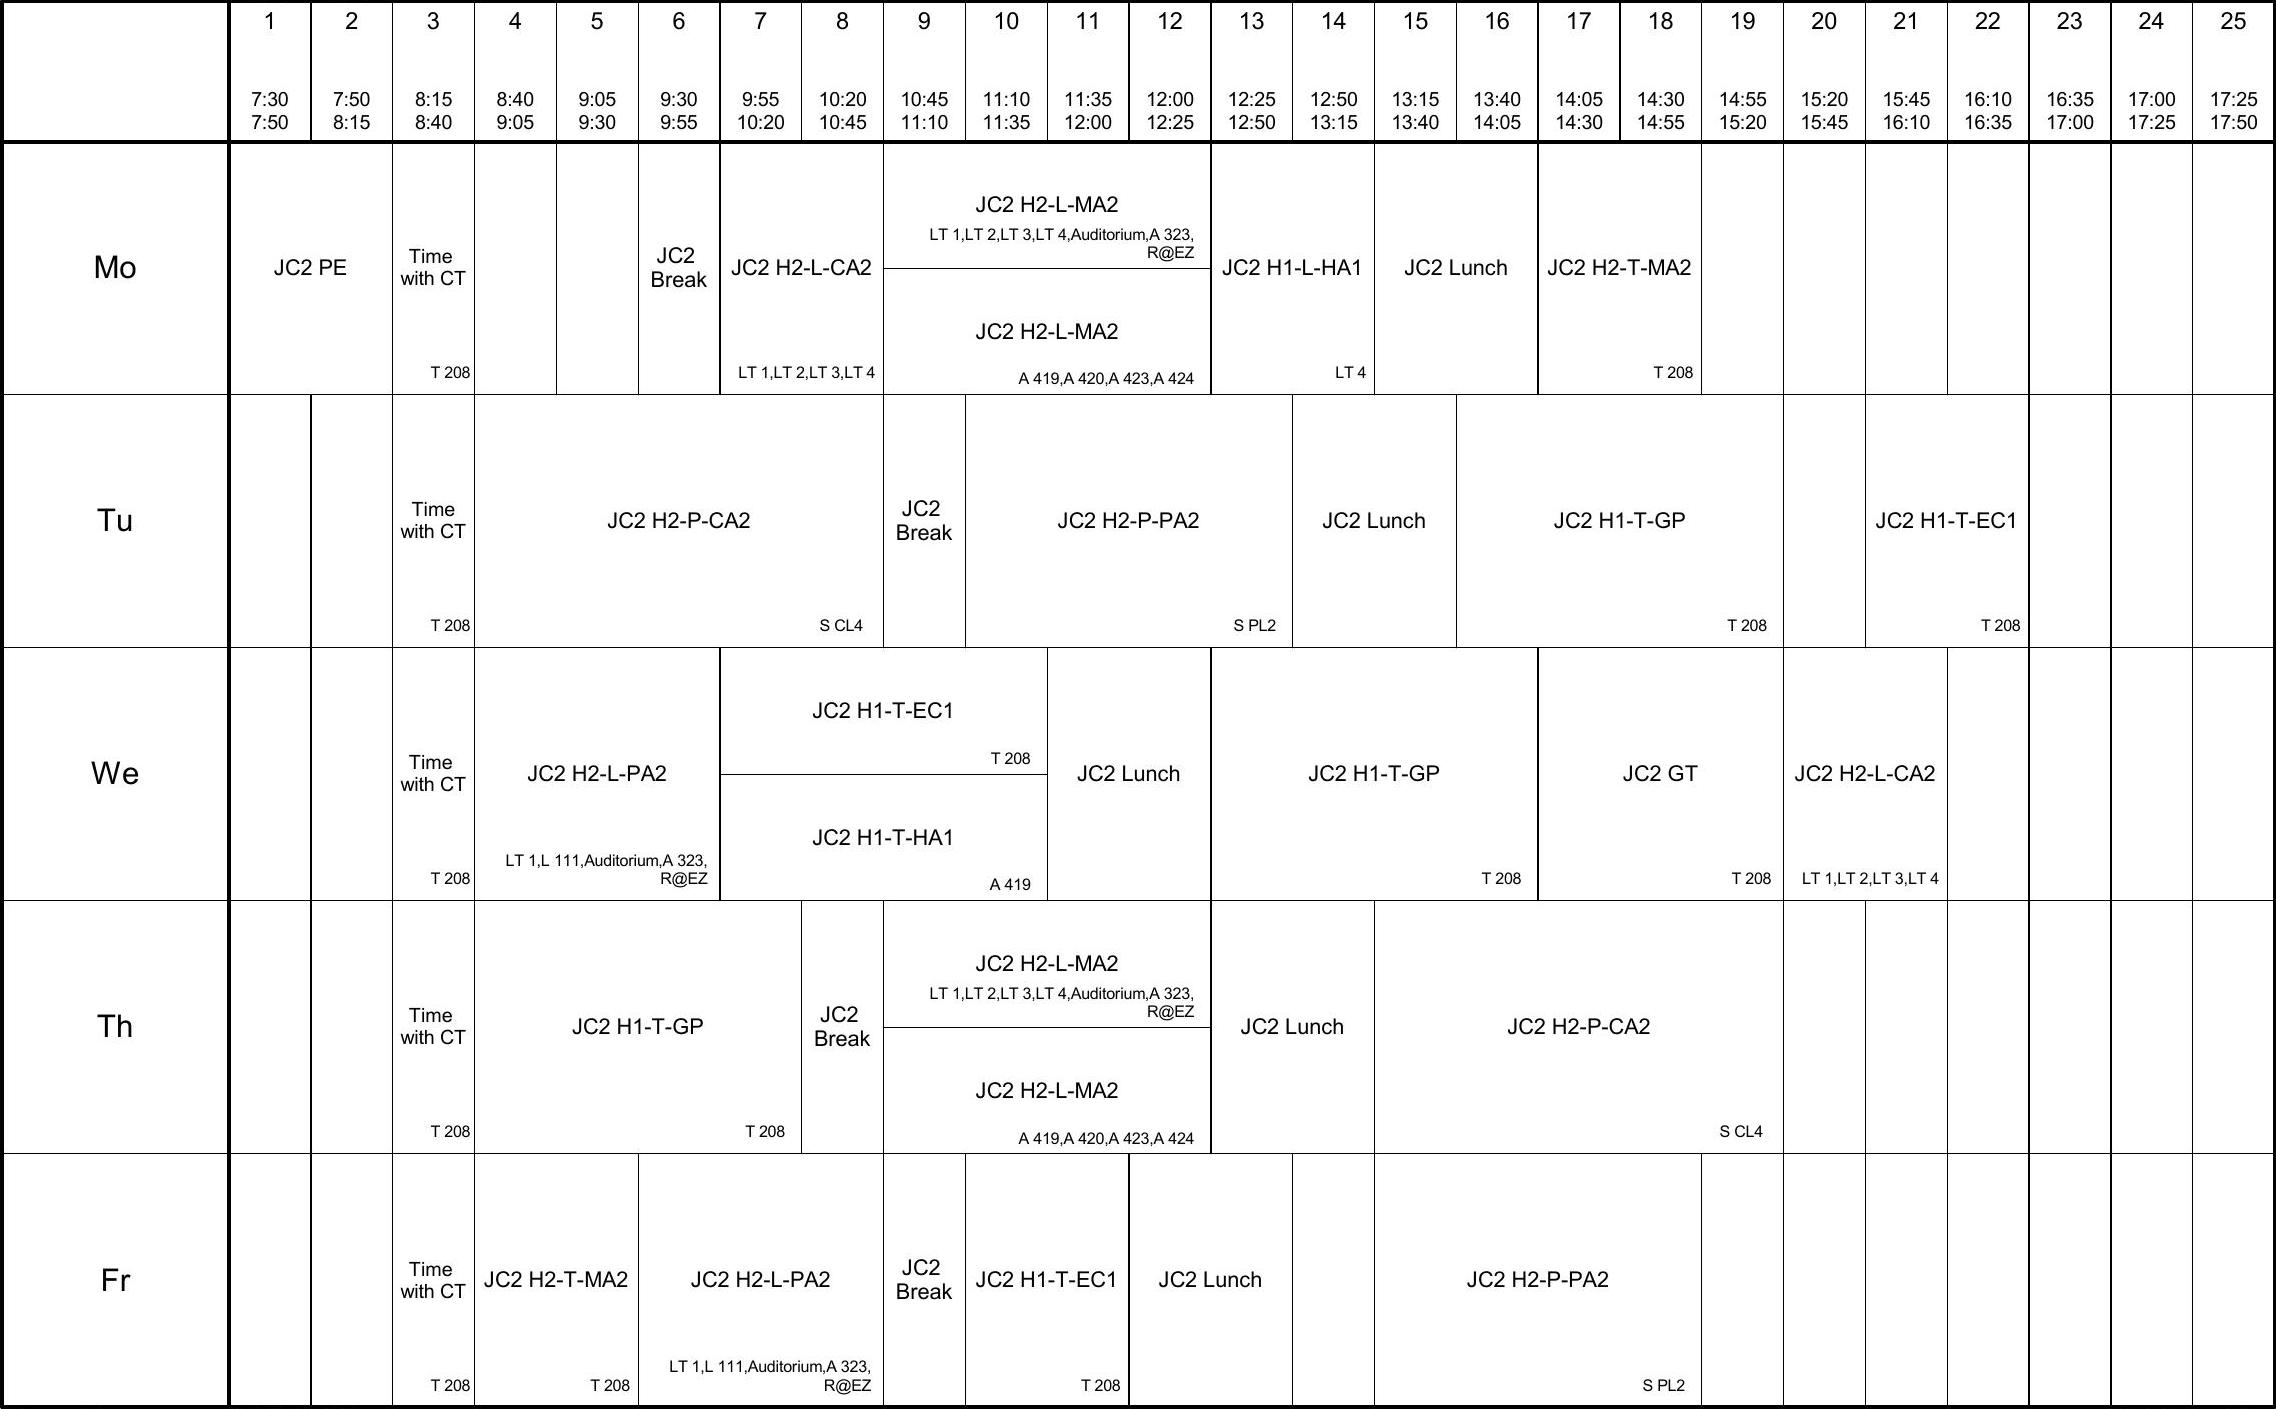 1 2 3 4 5 6 7 8 9 10 11 12 13 14 15 16 17 18 19 20 21 22 23 24 25
7:30 7:50 8:15 8:40 9:05 9:30 9:55 10:20 10:45 11:10 11:35 12:00 12:25 12:50 13:15 13:40 14:05 14:30 14:55 15:20 15:45 16:10 16:35 17:00 17:25
7:50 8:15 8:40 9:05 9:30 9:55 10:20 10:45 11:10 11:35 12:00 12:25 12:50 13:15 13:40 14:05 14:30 14:55 15:20 15:45 16:10 16:35 17:00 17:25 17:50
Mo
JC2 PE
Time
with CT
T 208
JC2
Break
JC2 H2-L-CA2
LT 1,LT 2,LT 3,LT 4
JC2 H2-L-MA2
LT 1,LT 2,LT 3,LT 4,Auditorium,A 323,
R@EZ
JC2 H2-L-MA2
A 419,A 420,A 423,A 424
JC2 H1-L-HA1
LT 4
JC2 Lunch
JC2 H2-T-MA2
T 208
Tu
Time
with CT
T 208
JC2 H2-P-CA2
S CL4
JC2
Break
JC2 H2-P-PA2
S PL2
JC2 Lunch
JC2 H1-T-GP
T 208
JC2 H1-T-EC1
T 208
We
Time
with CT
T 208
JC2 H2-L-PA2
LT 1,L 111,Auditorium,A 323,
R@EZ
JC2 H1-T-EC1
T 208
JC2 H1-T-HA1
A 419
JC2 Lunch
JC2 H1-T-GP
T 208
JC2 GT
T 208
JC2 H2-L-CA2
LT 1,LT 2,LT 3,LT 4
Th
Time
with CT
T 208
JC2 H1-T-GP
T 208
JC2
Break
JC2 H2-L-MA2
LT 1,LT 2,LT 3,LT 4,Auditorium,A 323,
R@EZ
JC2 H2-L-MA2
A 419,A 420,A 423,A 424
JC2 Lunch
JC2 H2-P-CA2
S CL4
Fr
Time
with CT
T 208
JC2 H2-T-MA2
T 208
JC2 H2-L-PA2
LT 1,L 111,Auditorium,A 323,
R@EZ
JC2
Break
JC2 H1-T-EC1
T 208
JC2 Lunch
JC2 H2-P-PA2
S PL2